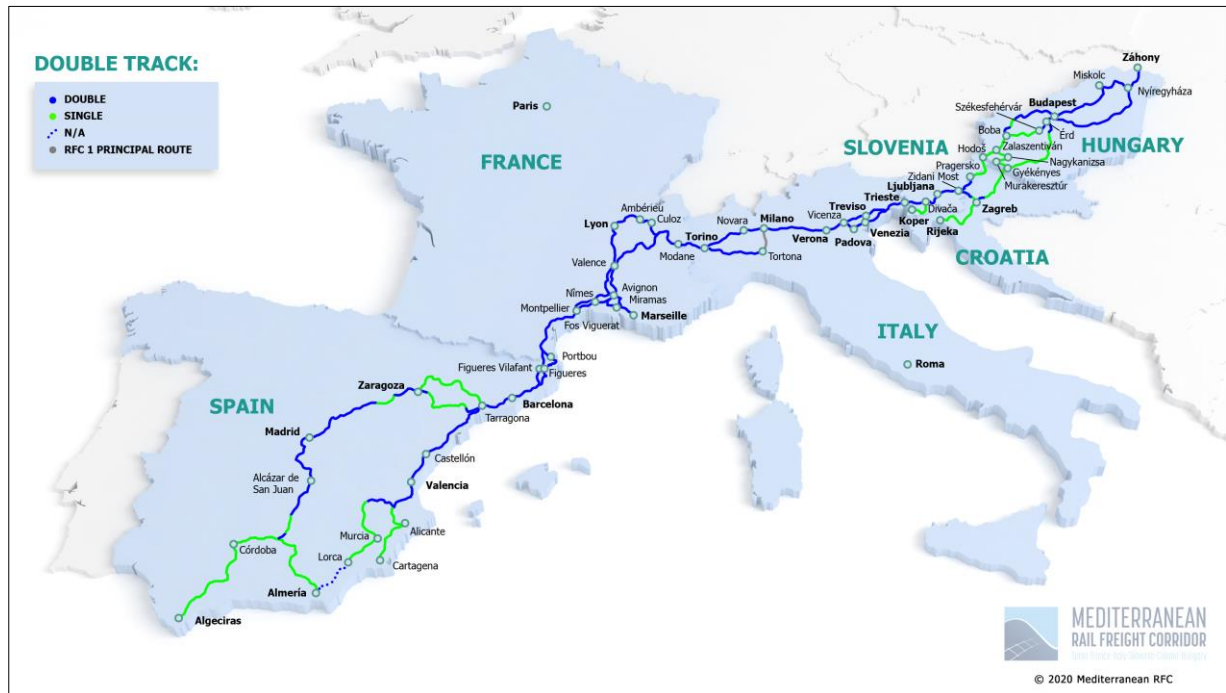 DOUBLE TRACK:
DOUBLE
SINGLE
N/A
RFC 1 PRINCIPAL ROUTE
Paris
FRANCE
Záhony
Miskolc
Nyíregyháza
Székesfehérvár
Budapest
Boba
Érd
SLOVENIA
HUNGARY
Hodoš
Zalaszentiván
Nagykanizsa
Pragersko
Gyékényes
Zidani Most
Murakeresztúr
Ljubljana
Trieste
Treviso
Vicenza
Divača
Zagreb
Koper
Rijeka
Venezia
Padova
Verona
CROATIA
Ambérieu
Culoz
Lyon
Novara
Milano
Torino
Modane
Tortona
Valence
Avignon
Nîmes
Miramas
Montpellier
Marseille
Fos Viguerat
ITALY
Roma
Portbou
Figueres Vilafant
Figueres
Zaragoza
Barcelona
SPAIN
Tarragona
Madrid
Castellón
Alcázar de
San Juan
Valencia
Alicante
Murcia
Córdoba
Lorca
Cartagena
Almería
Algeciras
MEDITERRANEAN
RAIL FREIGHT CORRIDOR
© 2020 Mediterranean RFC